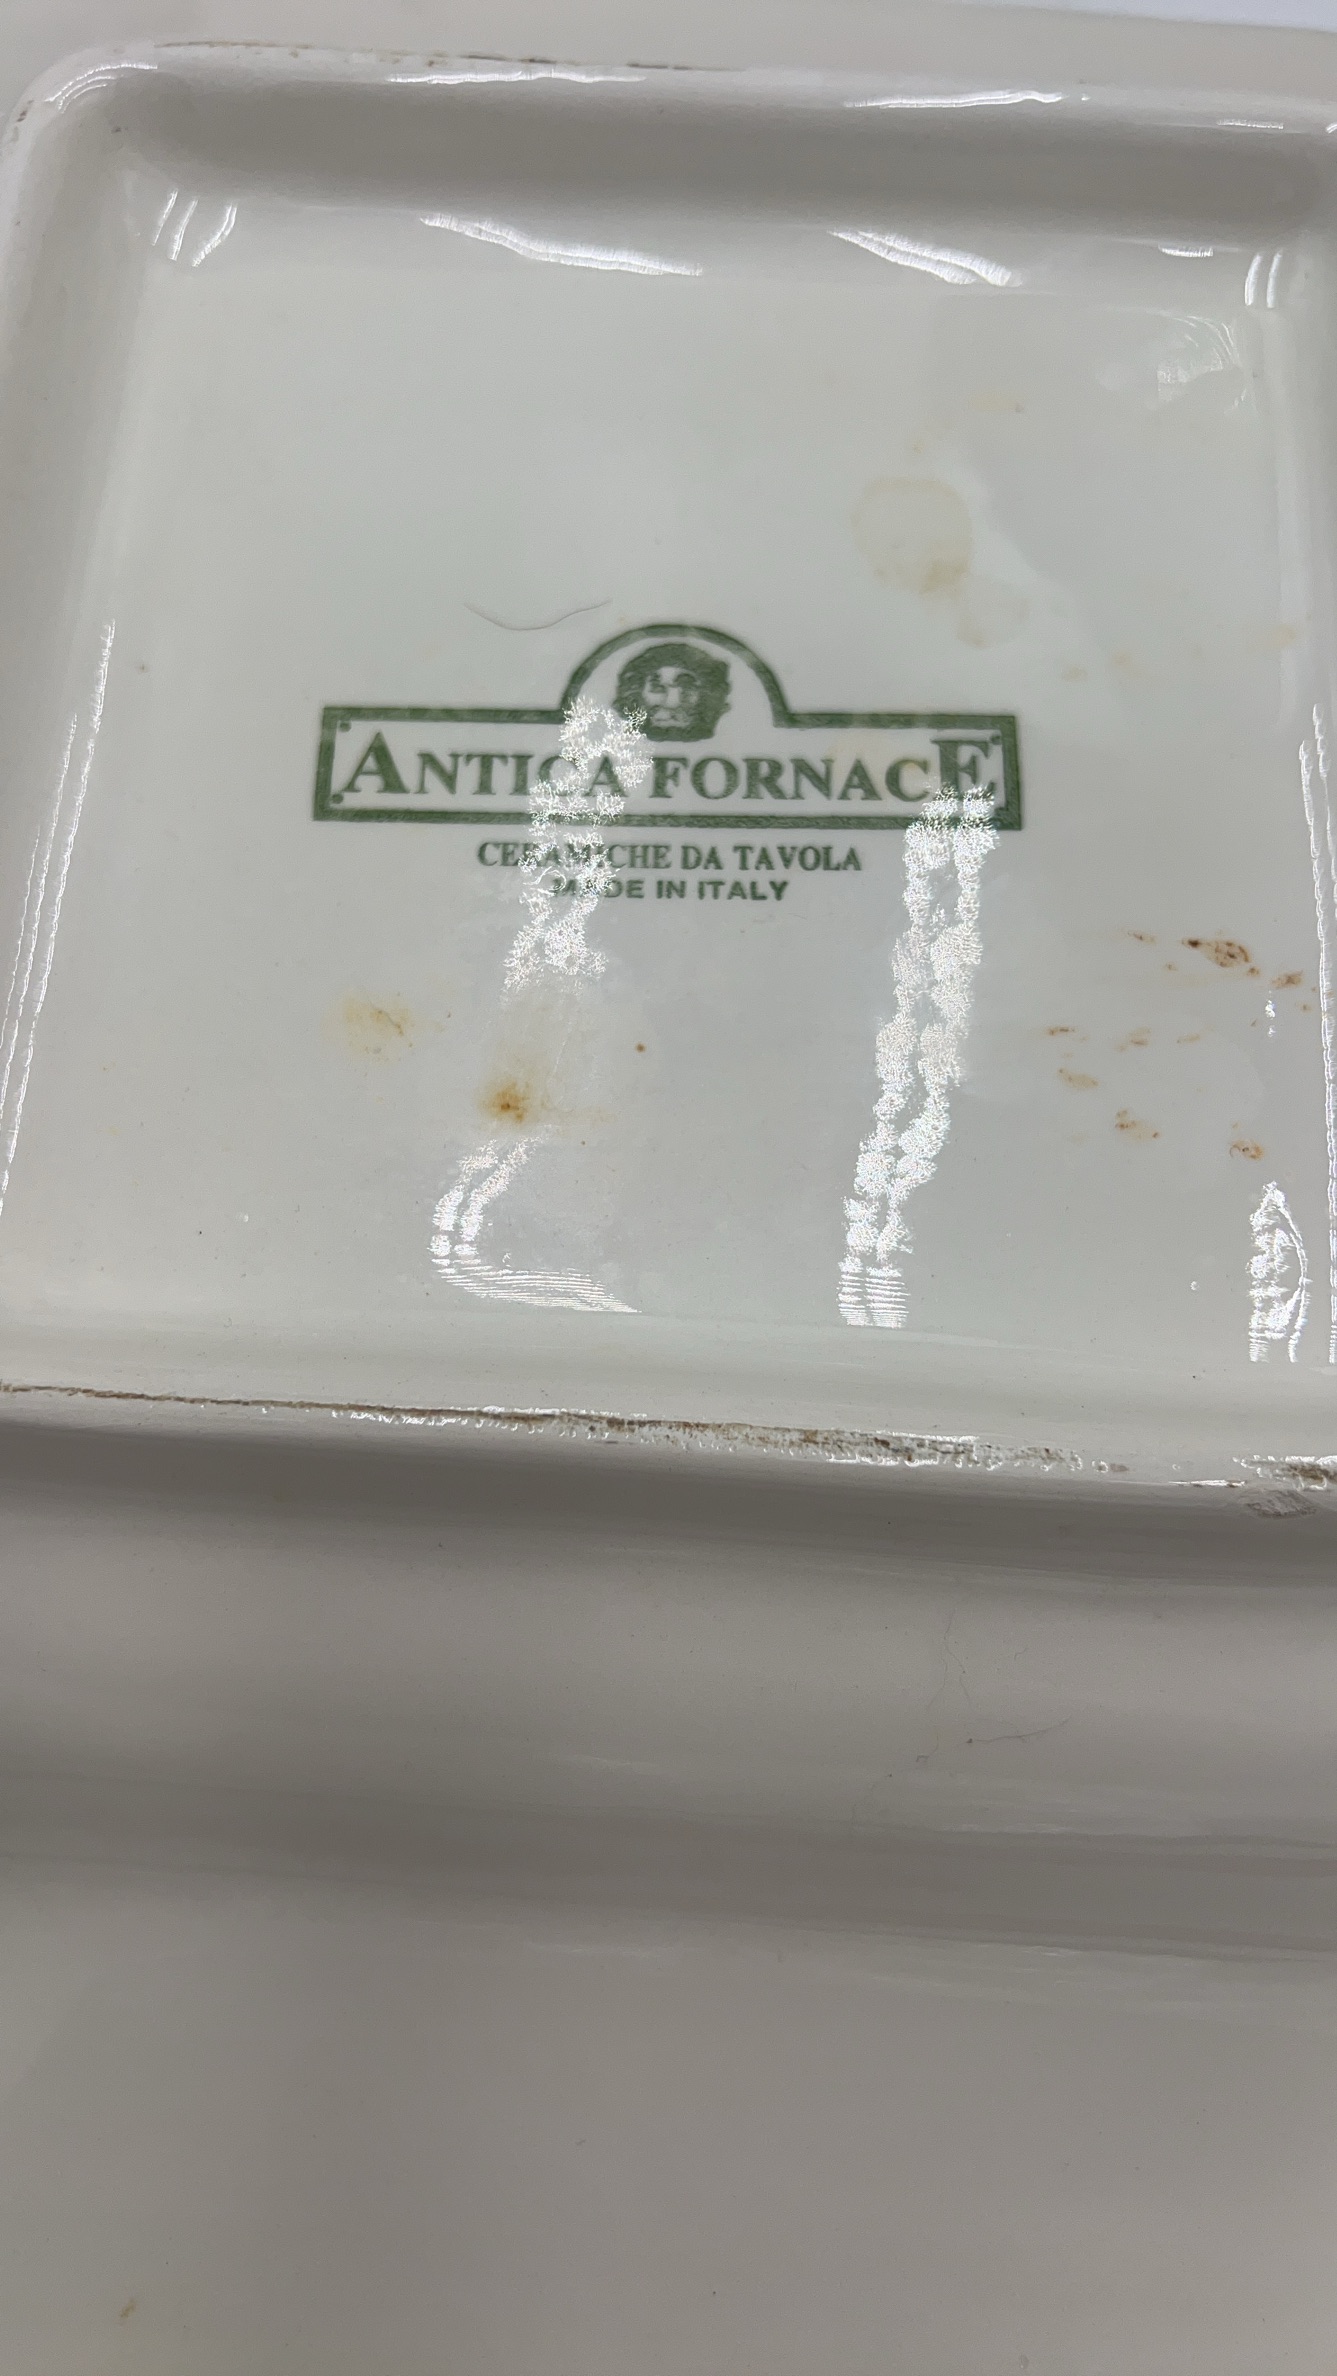 ANTICA FORNACE
CERAMICHE DA TAVOLA
MADE IN ITALY